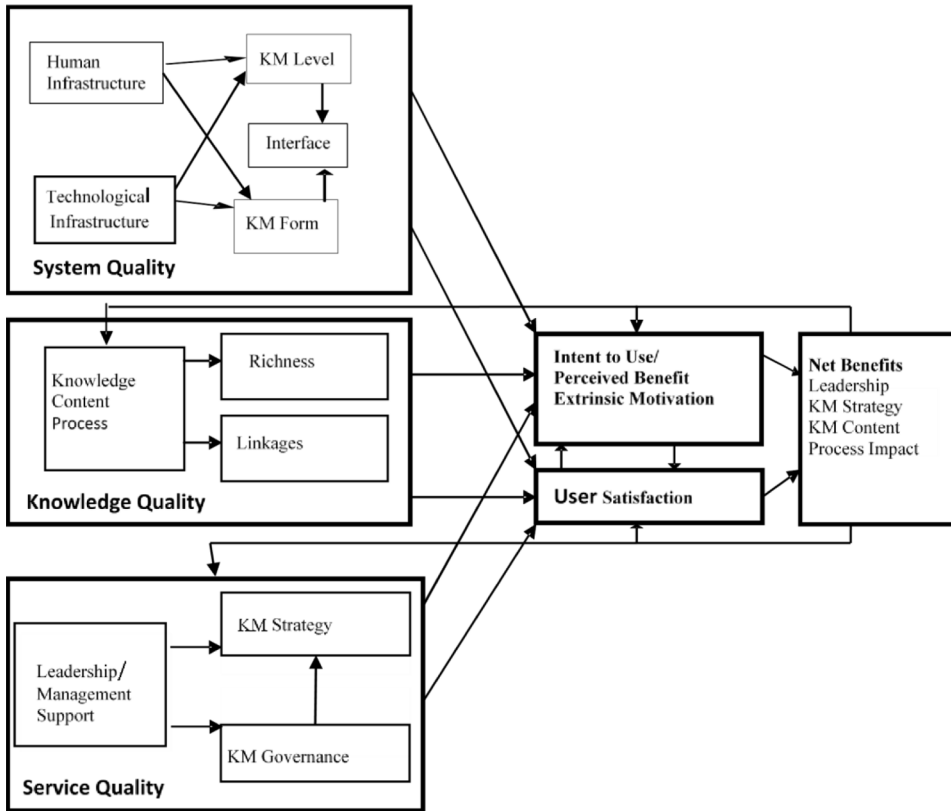 Human
Infrastructure
KM Level
Interface
Technological
Infrastructure
KM Form
System Quality
Knowledge
Content
Process
Richness
Linkages
Knowledge Quality
Intent to Use/
Perceived Benefit
Extrinsic Motivation
User Satisfaction
Net Benefits
Leadership
KM Strategy
KM Content
Process Impact
Leadership/
Management
Support
KM Strategy
KM Governance
Service Quality